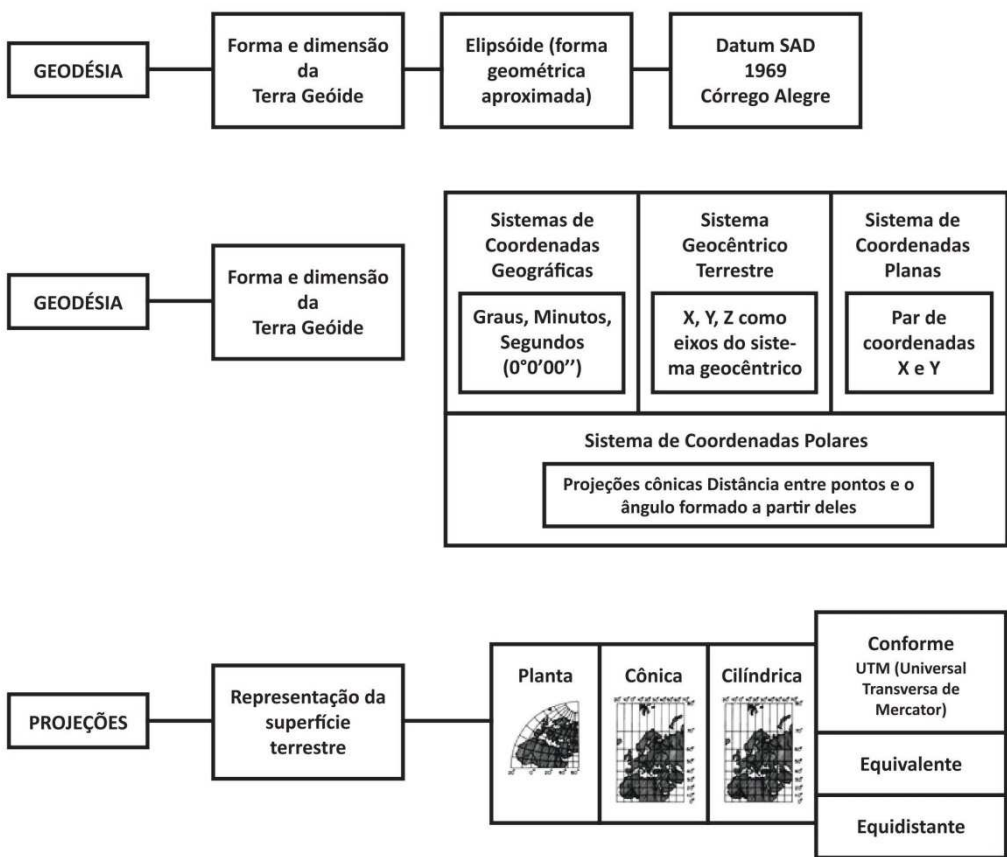 GEODÉSIA
Forma e dimensão
da
Terra Geóide
Elipsóide (forma
geométrica
aproximada)
Datum SAD
1969
Córrego Alegre
GEODÉSIA
Forma e dimensão
da
Terra Geóide
Sistemas de
Coordenadas
Geográficas
Graus, Minutos,
Segundos
(0°0’00’’)
Sistema
Geocêntrico
Terrestre
X, Y, Z como
eixos do siste-
ma geocêntrico
Sistema de
Coordenadas
Planas
Par de
coordenadas
X e Y
Sistema de Coordenadas Polares
Projeções cônicas Distância entre pontos e o
ângulo formado a partir deles
PROJEÇÕES
Representação da
superfície
terrestre
Planta
Cônica
Cilíndrica
Conforme
UTM (Universal
Transversa de
Mercator)
Equivalente
Equidistante